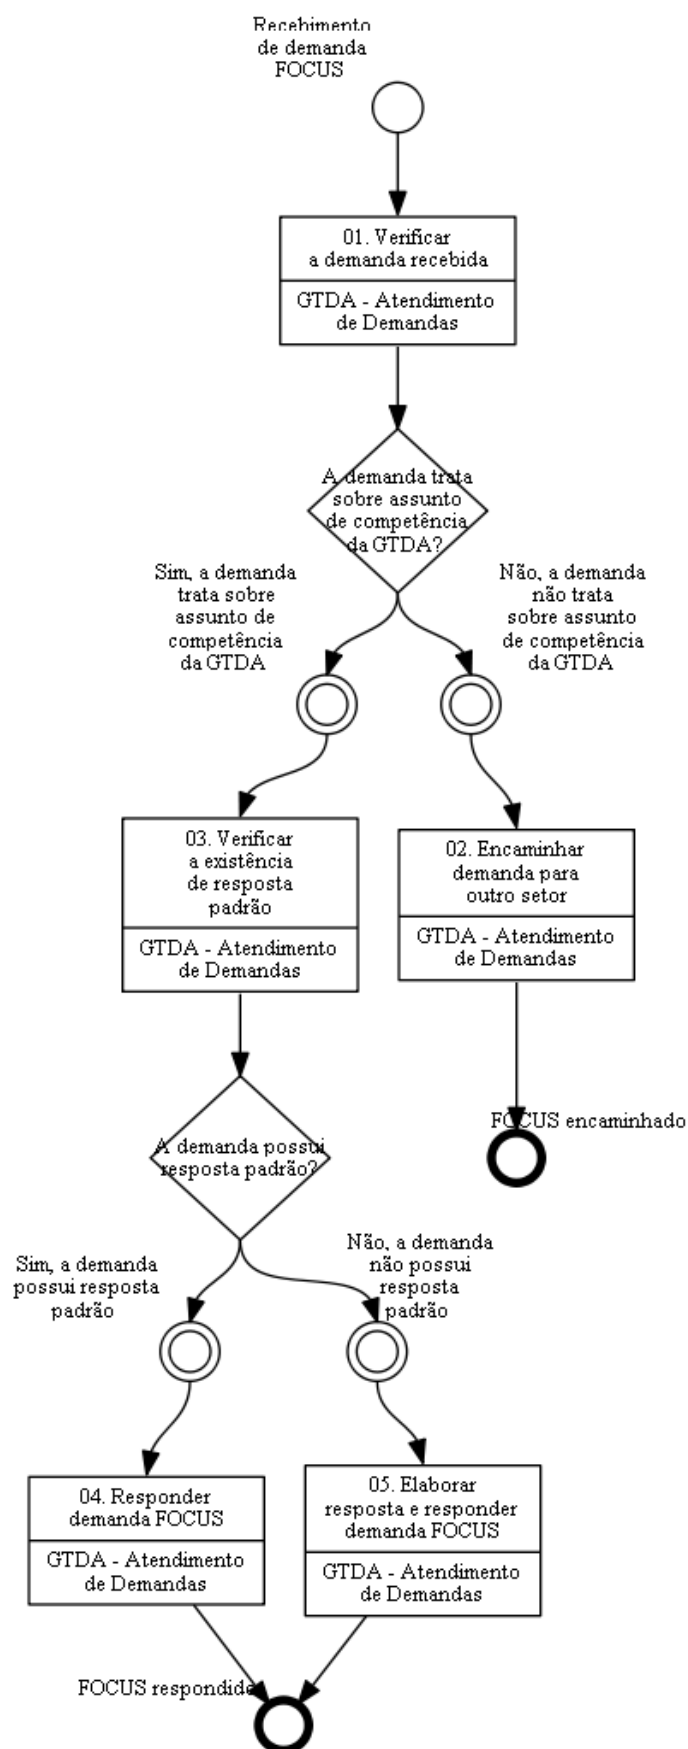 Recebimento
de demanda
FOCUS
01. Verificar
a demanda recebida
GTDA - Atendimento
de Demandas
A demanda trata
sobre assunto
de competência
da GTDA?
Sim, a demanda
trata sobre
assunto de
competência
da GTDA
Não, a demanda
não trata
sobre assunto
de competência
da GTDA
03. Verificar
a existência
de resposta
padrão
GTDA - Atendimento
de Demandas
02. Encaminhar
demanda para
outro setor
GTDA - Atendimento
de Demandas
FOCUS encaminhado
A demanda possui
resposta padrão?
Sim, a demanda
possui resposta
padrão
Não, a demanda
não possui
resposta
padrão
04. Responder
demanda FOCUS
GTDA - Atendimento
de Demandas
05. Elaborar
resposta e responder
demanda FOCUS
GTDA - Atendimento
de Demandas
FOCUS respondido